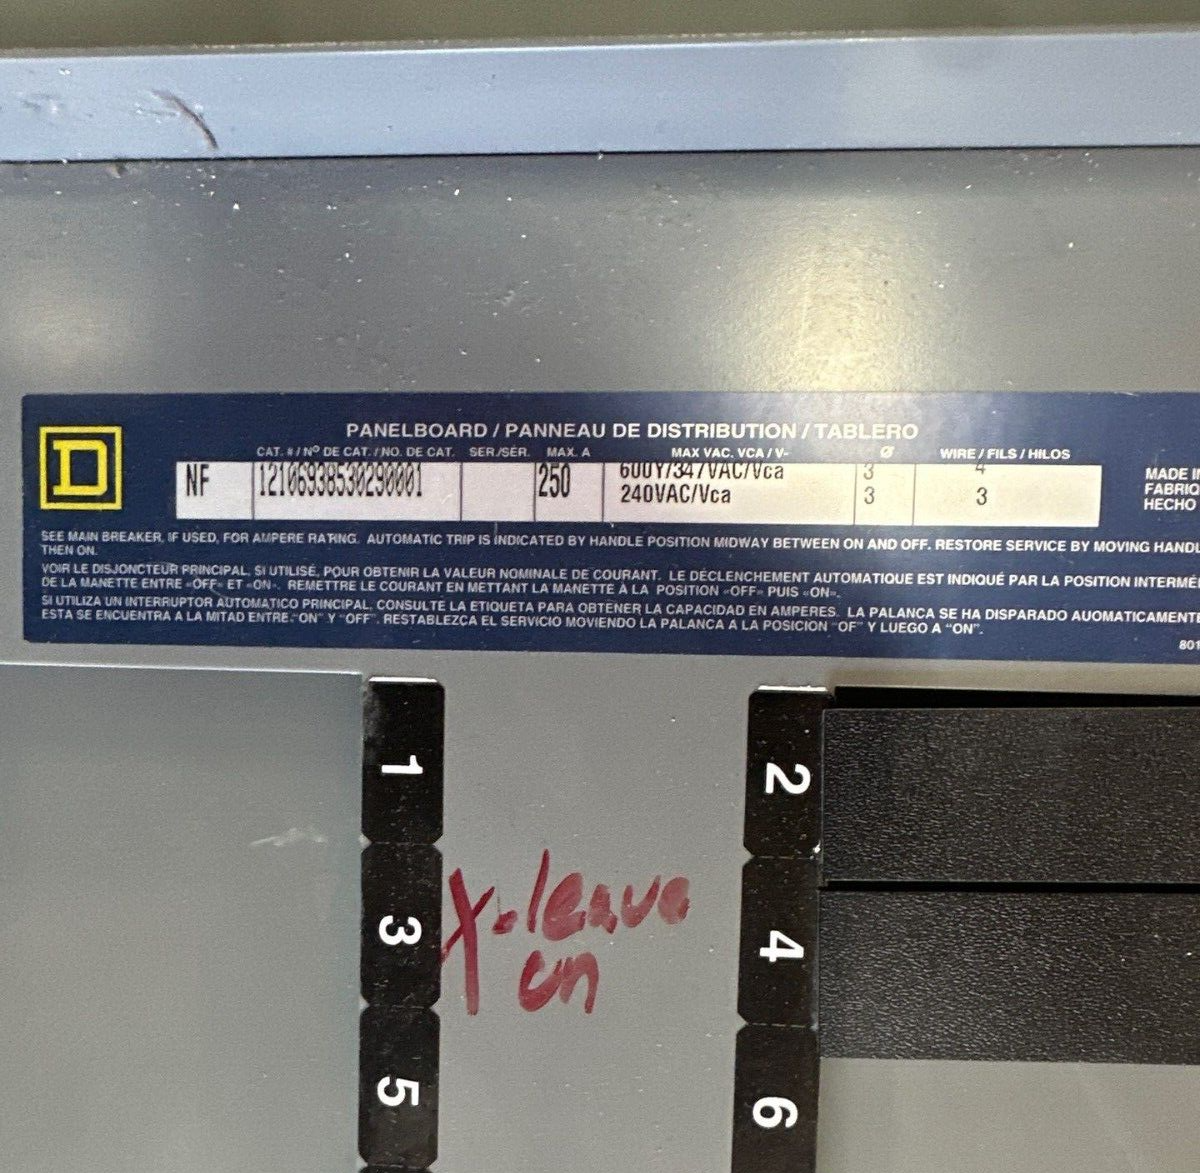 PANELBOARD / PANNEAU DE DISTRIBUTION / TABLERO
CAT. # / Nº DE CAT. / NO. DE CAT. SER./SÉR. MAX. A MAX VAC. VCA / V~ Ø WIRE / FILS / HILOS
NF 12106938530290001 250 600Y/347VAC/Vca 3 4
240VAC/Vca 3 3
MADE IN
FABRIQ
HECHO
SEE MAIN BREAKER, IF USED, FOR AMPERE RATING. AUTOMATIC TRIP IS INDICATED BY HANDLE POSITION MIDWAY BETWEEN ON AND OFF. RESTORE SERVICE BY MOVING HANDL
THEN ON.
VOIR LE DISJONCTEUR PRINCIPAL, SI UTILISÉ, POUR OBTENIR LA VALEUR NOMINALE DE COURANT. LE DÉCLENCHEMENT AUTOMATIQUE EST INDIQUÉ PAR LA POSITION INTERMÉ
DE LA MANETTE ENTRE «OFF» ET «ON». REMETTRE LE COURANT EN METTANT LA MANETTE À LA POSITION «OFF» PUIS «ON».
SI UTILIZA UN INTERRUPTOR AUTOMATICO PRINCIPAL, CONSULTE LA ETIQUETA PARA OBTENER LA CAPACIDAD EN AMPERES. LA PALANCA SE HA DISPARADO AUOMATICAMENTE
ESTA SE ENCUENTRA A LA MITAD ENTRE "ON" Y "OFF". RESTABLEZCA EL SERVICIO MOVIENDO LA PALANCA A LA POSICION "OF" Y LUEGO A "ON".
801
1 2
3 X-leave 4
on
5 6